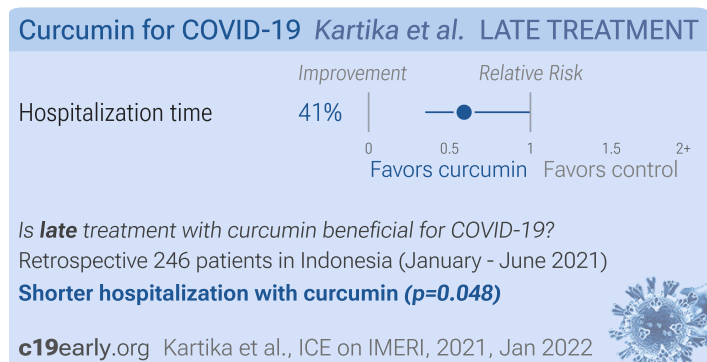 Curcumin for COVID-19 Kartika et al. LATE TREATMENT
Improvement Relative Risk
Hospitalization time 41%
0 0.5 1 1.5 2+
Favors curcumin Favors control
Is late treatment with curcumin beneficial for COVID-19?
Retrospective 246 patients in Indonesia (January - June 2021)
Shorter hospitalization with curcumin (p=0.048)
c19early.org Kartika et al., ICE on IMERI, 2021, Jan 2022